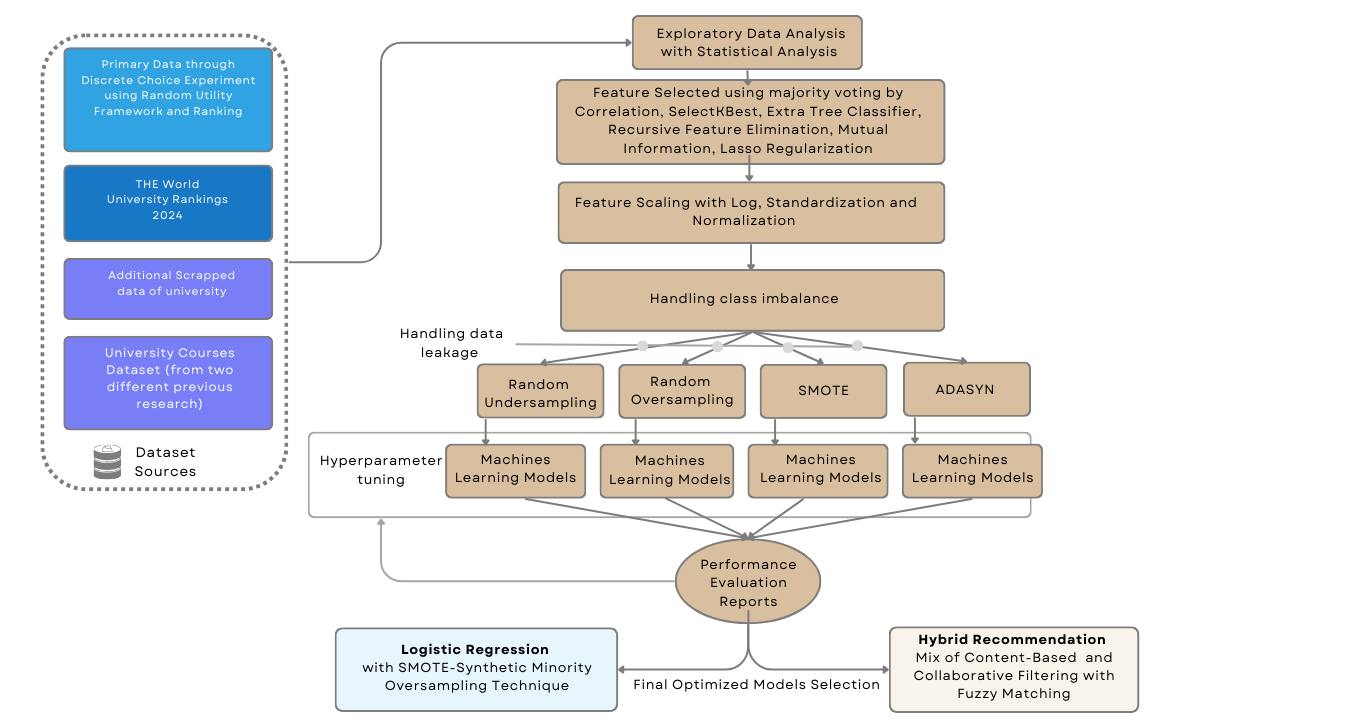 Primary Data through
Discrete Choice Experiment
using Random Utility
Framework and Ranking
THE World
University Rankings
2024
Additional Scrapped
data of university
University Courses
Dataset (from two
different previous
research)
Dataset
Sources
Exploratory Data Analysis
with Statistical Analysis
Feature Selected using majority voting by
Correlation, SelectKBest, Extra Tree Classifier,
Recursive Feature Elimination, Mutual
Information, Lasso Regularization
Feature Scaling with Log, Standardization and
Normalization
Handling class imbalance
Handling data
leakage
Random
Undersampling
Random
Oversampling
SMOTE
ADASYN
Hyperparameter
tuning
Machines
Learning Models
Machines
Learning Models
Machines
Learning Models
Machines
Learning Models
Performance
Evaluation
Reports
Logistic Regression
with SMOTE-Synthetic Minority
Oversampling Technique
Final Optimized Models Selection
Hybrid Recommendation
Mix of Content-Based and
Collaborative Filtering with
Fuzzy Matching